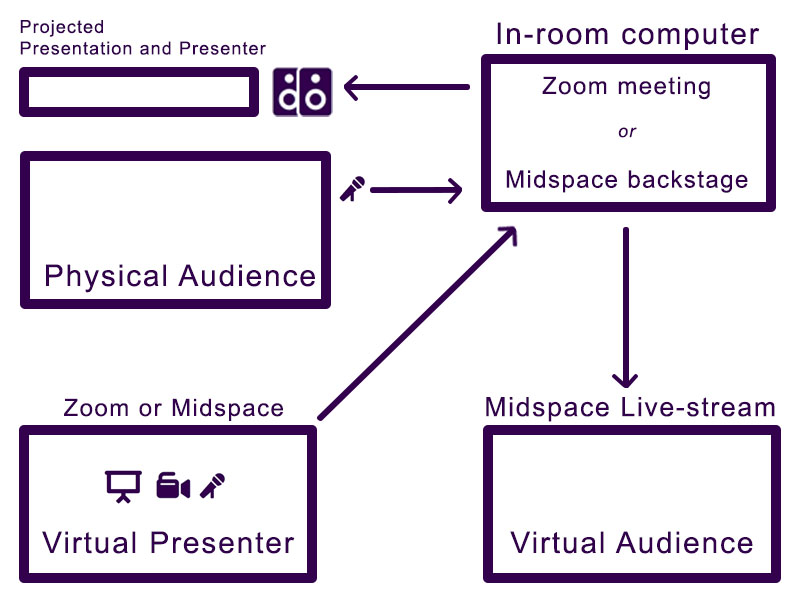 Projected
Presentation and Presenter
In-room computer
Zoom meeting
or
Midspace backstage
Physical Audience
Zoom or Midspace
Virtual Presenter
Midspace Live-stream
Virtual Audience